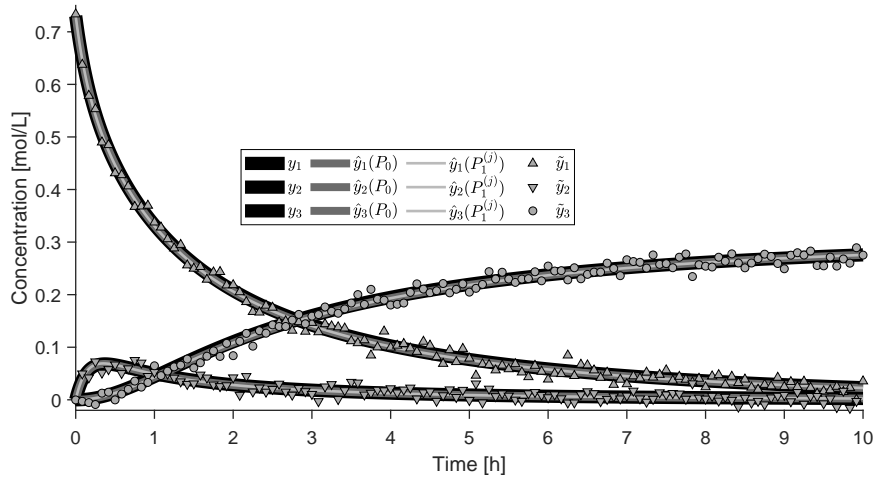 0.7
0.6
0.5
0.4
0.3
0.2
0.1
0
Concentration [mol/L]
y₁ ŷ₁(P₀) ŷ₁(P₁⁽ʲ⁾) ỹ₁
y₂ ŷ₂(P₀) ŷ₂(P₁⁽ʲ⁾) ỹ₂
y₃ ŷ₃(P₀) ŷ₃(P₁⁽ʲ⁾) ỹ₃
0 1 2 3 4 5 6 7 8 9 10
Time [h]